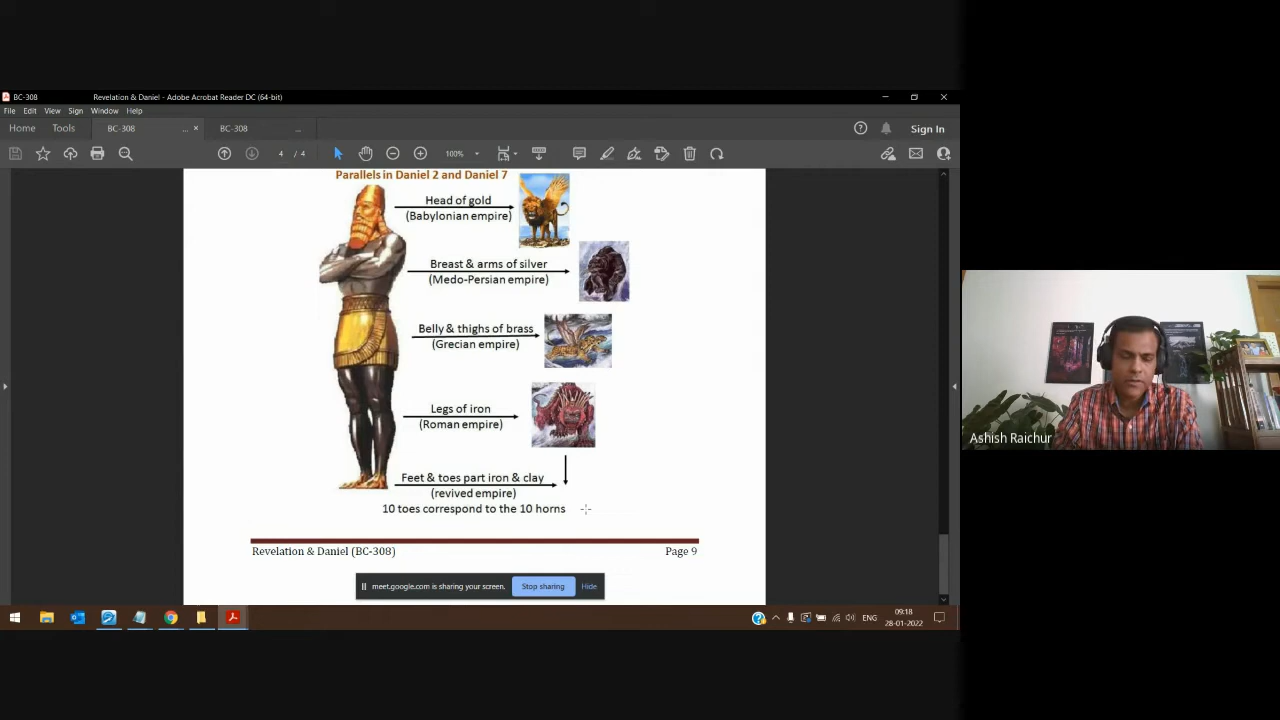 BC-308
Revelation & Daniel - Adobe Acrobat Reader DC (64-bit)
File Edit View Sign Window Help
Home Tools BC-308 ... × BC-308 ...
Sign In
4 / 4 100%
Parallels in Daniel 2 and Daniel 7
Head of gold
(Babylonian empire)
Breast & arms of silver
(Medo-Persian empire)
Belly & thighs of brass
(Grecian empire)
Legs of iron
(Roman empire)
Feet & toes part iron & clay
(revived empire)
10 toes correspond to the 10 horns
Revelation & Daniel (BC-308) Page 9
meet.google.com is sharing your screen. Stop sharing Hide
ENG
09:18
28-01-2022
Ashish Raichur